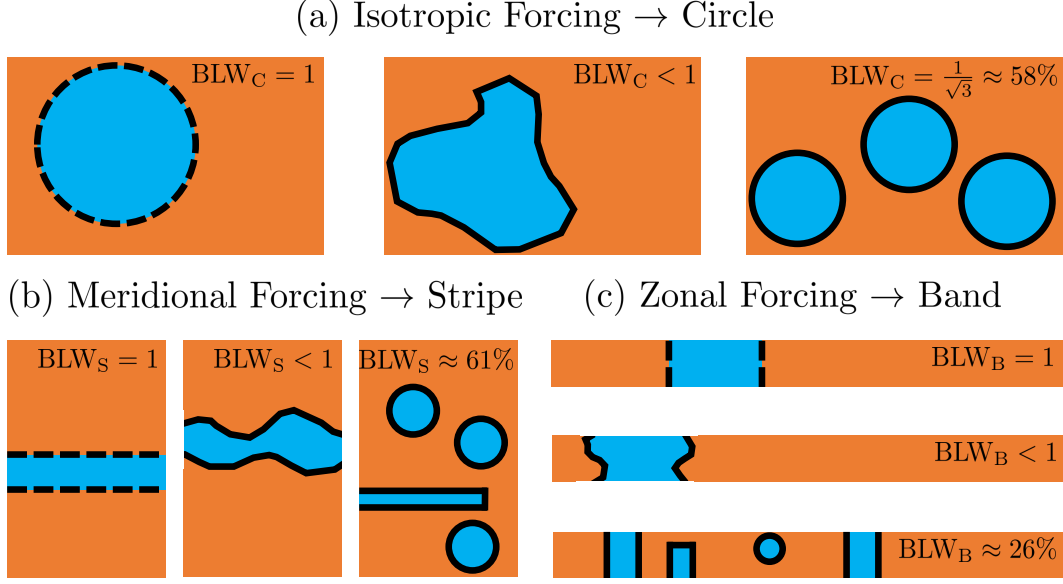 (a) Isotropic Forcing → Circle
BLW_C = 1
BLW_C < 1
BLW_C = 1/√3 ≈ 58%
(b) Meridional Forcing → Stripe
BLW_S = 1
BLW_S < 1
BLW_S ≈ 61%
(c) Zonal Forcing → Band
BLW_B = 1
BLW_B < 1
BLW_B ≈ 26%